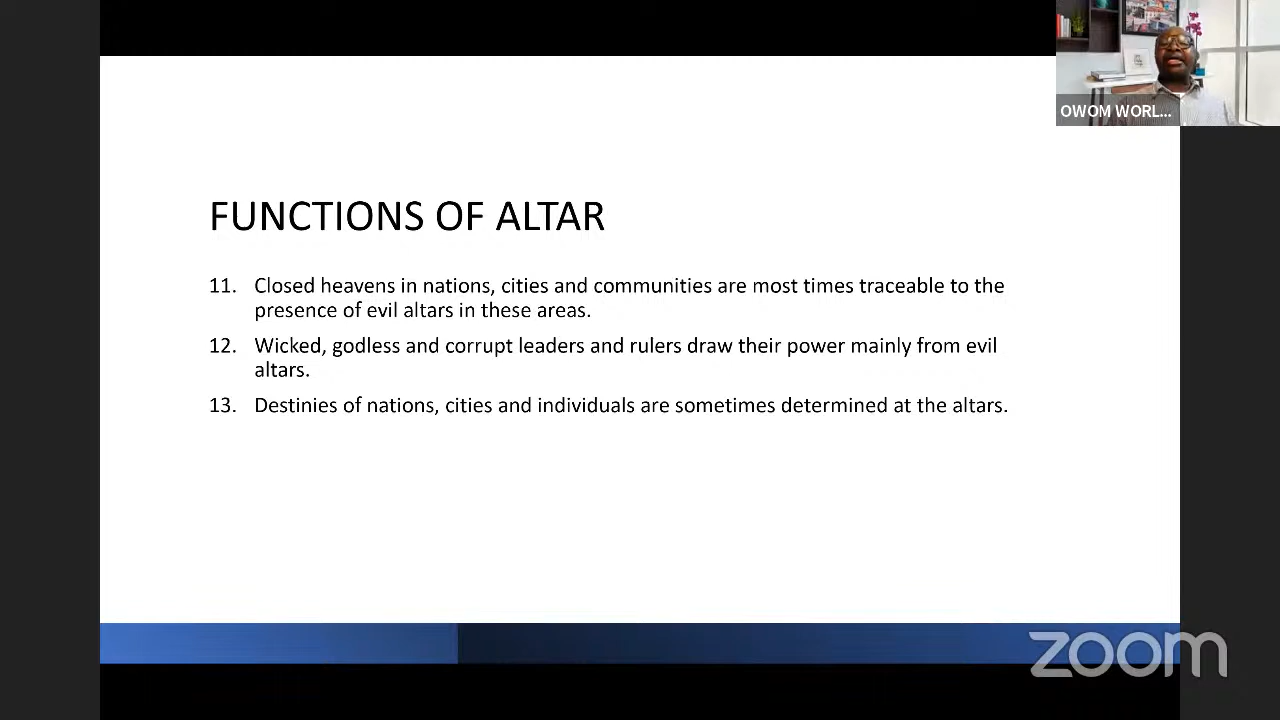 OWOM WORL...
FUNCTIONS OF ALTAR
11. Closed heavens in nations, cities and communities are most times traceable to the
presence of evil altars in these areas.
12. Wicked, godless and corrupt leaders and rulers draw their power mainly from evil
altars.
13. Destinies of nations, cities and individuals are sometimes determined at the altars.
zoom